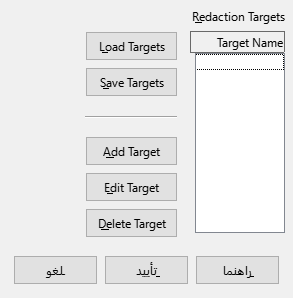 Redaction Targets
Target Name
Load Targets
Save Targets
Add Target
Edit Target
Delete Target
راهنما
تأیید
لغو